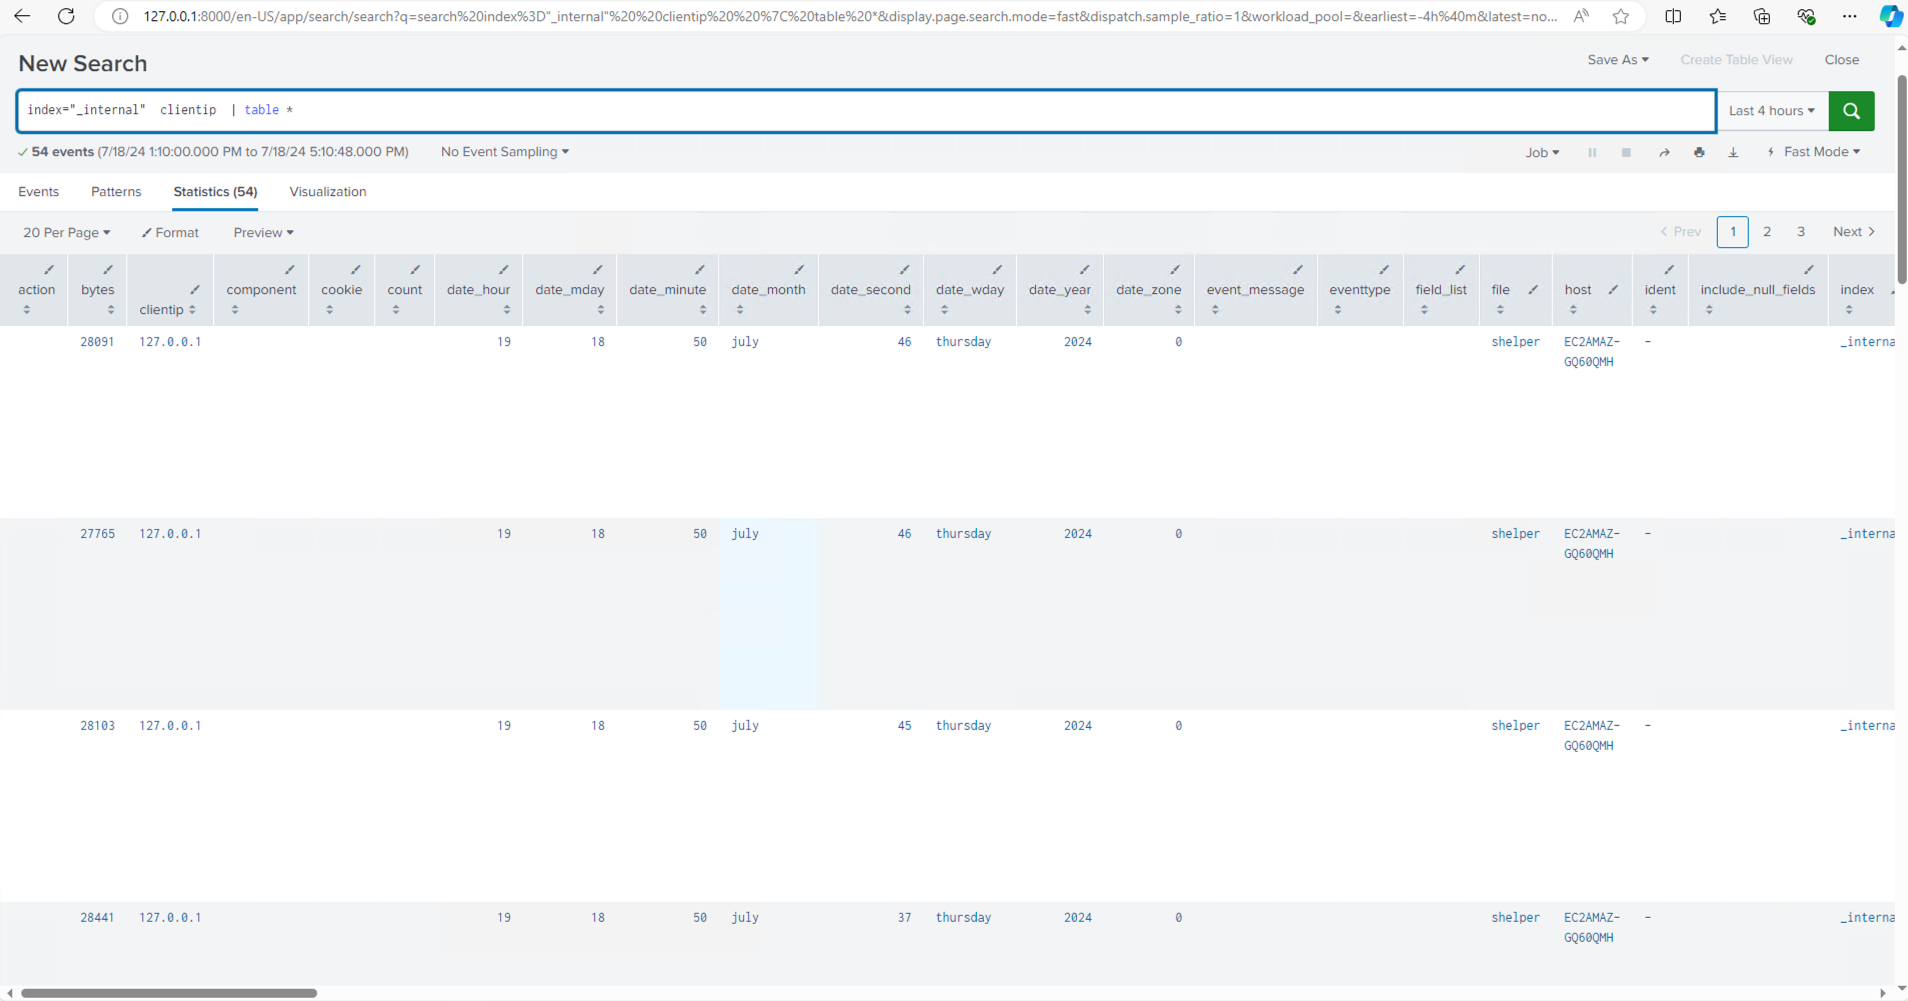 127.0.0.1:8000/en-US/app/search/search?q=search%20index%3D"_internal"%20%20clientip%20%20%7C%20table%20*&display.page.search.mode=fast&dispatch.sample_ratio=1&workload_pool=&earliest=-4h%40m&latest=no...
New Search
Save As Create Table View Close
index="_internal"  clientip  | table *
Last 4 hours
54 events (7/18/24 1:10:00.000 PM to 7/18/24 5:10:48.000 PM) No Event Sampling
Job Fast Mode
Events Patterns Statistics (54) Visualization
20 Per Page Format Preview
< Prev 1 2 3 Next >
action bytes clientip component cookie count date_hour date_mday date_minute date_month date_second date_wday date_year date_zone event_message eventtype field_list file host ident include_null_fields index
28091 127.0.0.1 19 18 50 july 46 thursday 2024 0 shelper EC2AMAZ- - _interna
GQ60QMH
27765 127.0.0.1 19 18 50 july 46 thursday 2024 0 shelper EC2AMAZ- - _interna
GQ60QMH
28103 127.0.0.1 19 18 50 july 45 thursday 2024 0 shelper EC2AMAZ- - _interna
GQ60QMH
28441 127.0.0.1 19 18 50 july 37 thursday 2024 0 shelper EC2AMAZ- - _interna
GQ60QMH